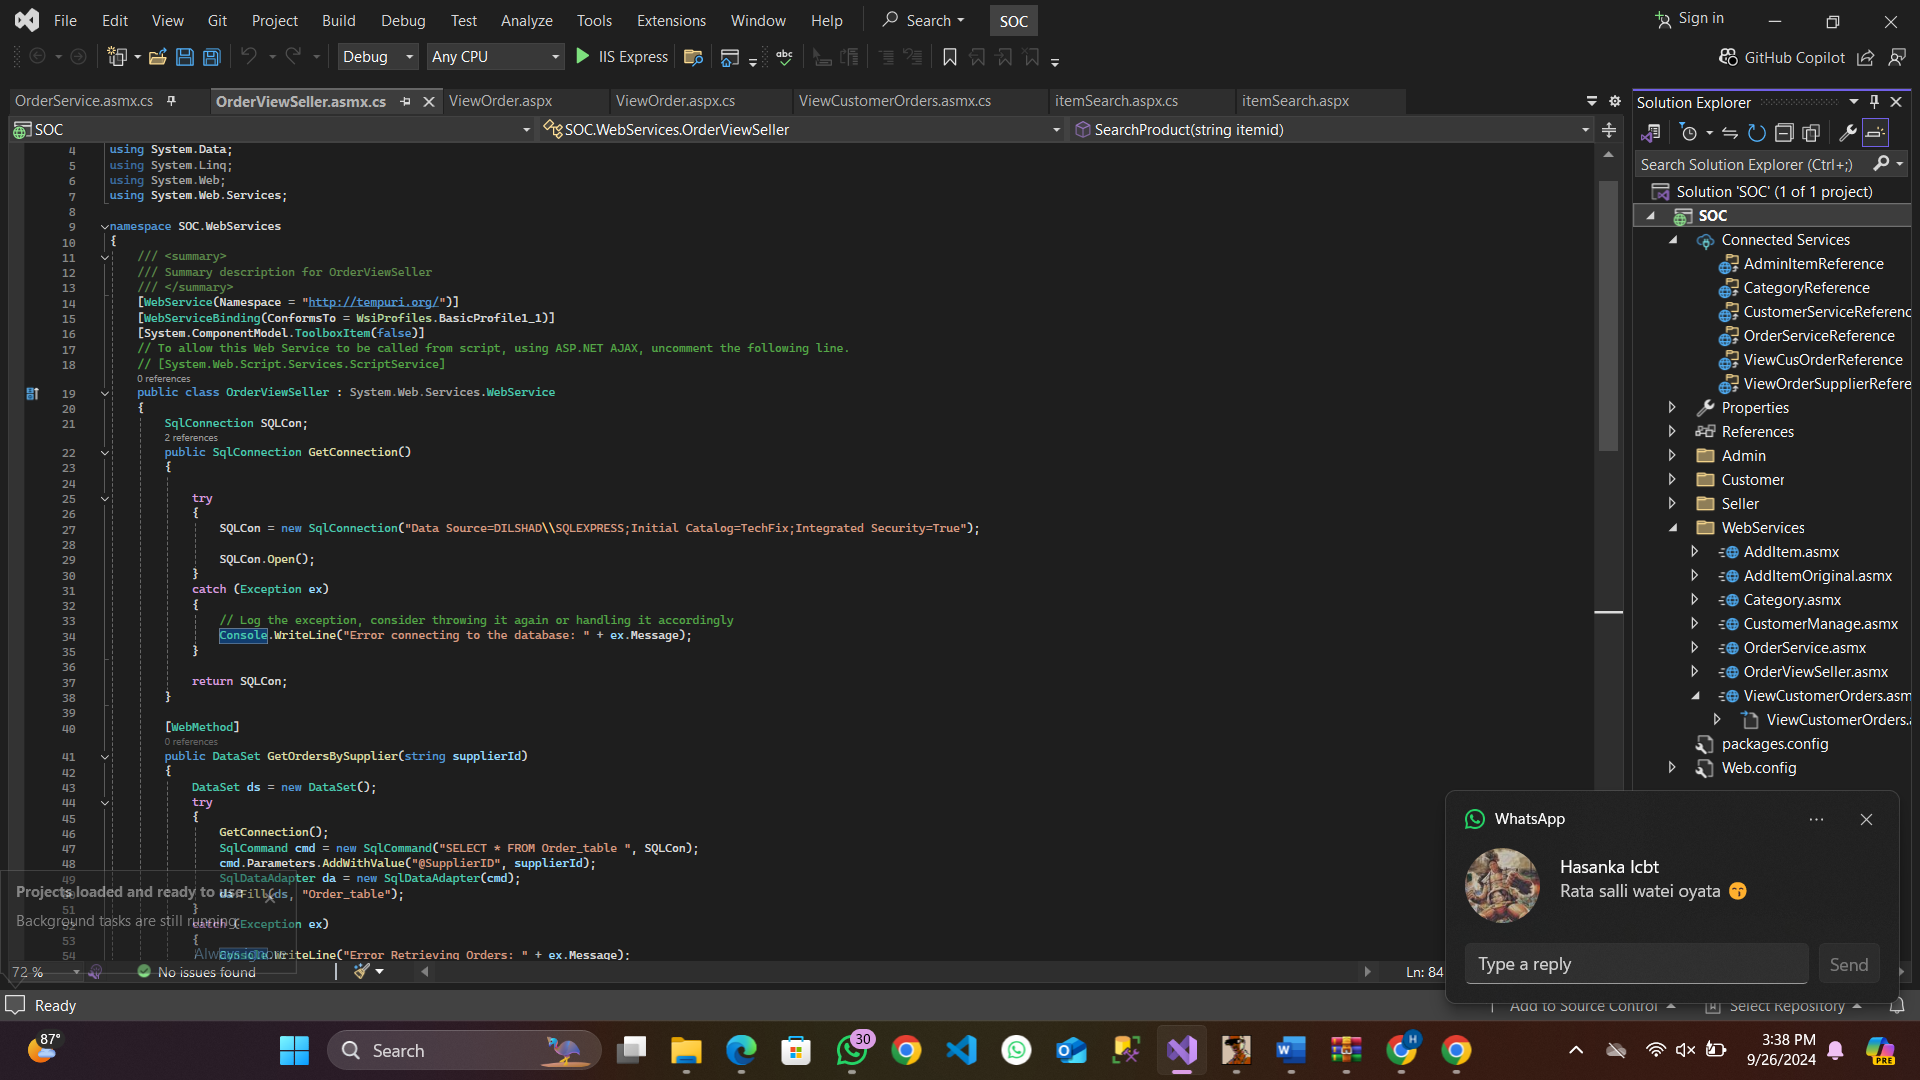 File Edit View Git Project Build Debug Test Analyze Tools Extensions Window Help Search SOC Sign in
Debug Any CPU IIS Express abc GitHub Copilot
OrderService.asmx.cs OrderViewSeller.asmx.cs ViewOrder.aspx ViewOrder.aspx.cs ViewCustomerOrders.asmx.cs itemSearch.aspx.cs itemSearch.aspx
SOC SOC.WebServices.OrderViewSeller SearchProduct(string itemid)
4 using System.Data;
5 using System.Linq;
6 using System.Web;
7 using System.Web.Services;
8
9 namespace SOC.WebServices
10 {
11 /// <summary>
12 /// Summary description for OrderViewSeller
13 /// </summary>
14 [WebService(Namespace = "http://tempuri.org/")]
15 [WebServiceBinding(ConformsTo = WsiProfiles.BasicProfile1_1)]
16 [System.ComponentModel.ToolboxItem(false)]
17 // To allow this Web Service to be called from script, using ASP.NET AJAX, uncomment the following line.
18 // [System.Web.Script.Services.ScriptService]
0 references
19 public class OrderViewSeller : System.Web.Services.WebService
20 {
21 SqlConnection SQLCon;
2 references
22 public SqlConnection GetConnection()
23 {
24
25 try
26 {
27 SQLCon = new SqlConnection("Data Source=DILSHAD\\SQLEXPRESS;Initial Catalog=TechFix;Integrated Security=True");
28
29 SQLCon.Open();
30 }
31 catch (Exception ex)
32 {
33 // Log the exception, consider throwing it again or handling it accordingly
34 Console.WriteLine("Error connecting to the database: " + ex.Message);
35 }
36
37 return SQLCon;
38 }
39
40 [WebMethod]
0 references
41 public DataSet GetOrdersBySupplier(string supplierId)
42 {
43 DataSet ds = new DataSet();
44 try
45 {
46 GetConnection();
47 SqlCommand cmd = new SqlCommand("SELECT * FROM Order_table ", SQLCon);
48 cmd.Parameters.AddWithValue("@SupplierID", supplierId);
49 SqlDataAdapter da = new SqlDataAdapter(cmd);
Fill(ds, "Order_table");
51 }
catch (Exception ex)
53 {
54 Console.WriteLine("Error Retrieving Orders: " + ex.Message);
Projects loaded and ready to use
Background tasks are still running.
72 % No issues found Ln: 84
Ready Add to Source Control Select Repository
Solution Explorer
Search Solution Explorer (Ctrl+;)
Solution 'SOC' (1 of 1 project)
SOC
Connected Services
AdminItemReference
CategoryReference
CustomerServiceReferenc
OrderServiceReference
ViewCusOrderReference
ViewOrderSupplierRefere
Properties
References
Admin
Customer
Seller
WebServices
AddItem.asmx
AddItemOriginal.asmx
Category.asmx
CustomerManage.asmx
OrderService.asmx
OrderViewSeller.asmx
ViewCustomerOrders.asm
ViewCustomerOrders.
packages.config
Web.config
WhatsApp
Hasanka Icbt
Rata salli watei oyata 😙
Type a reply Send
87° Search 30 H 3:38 PM
9/26/2024 PRE